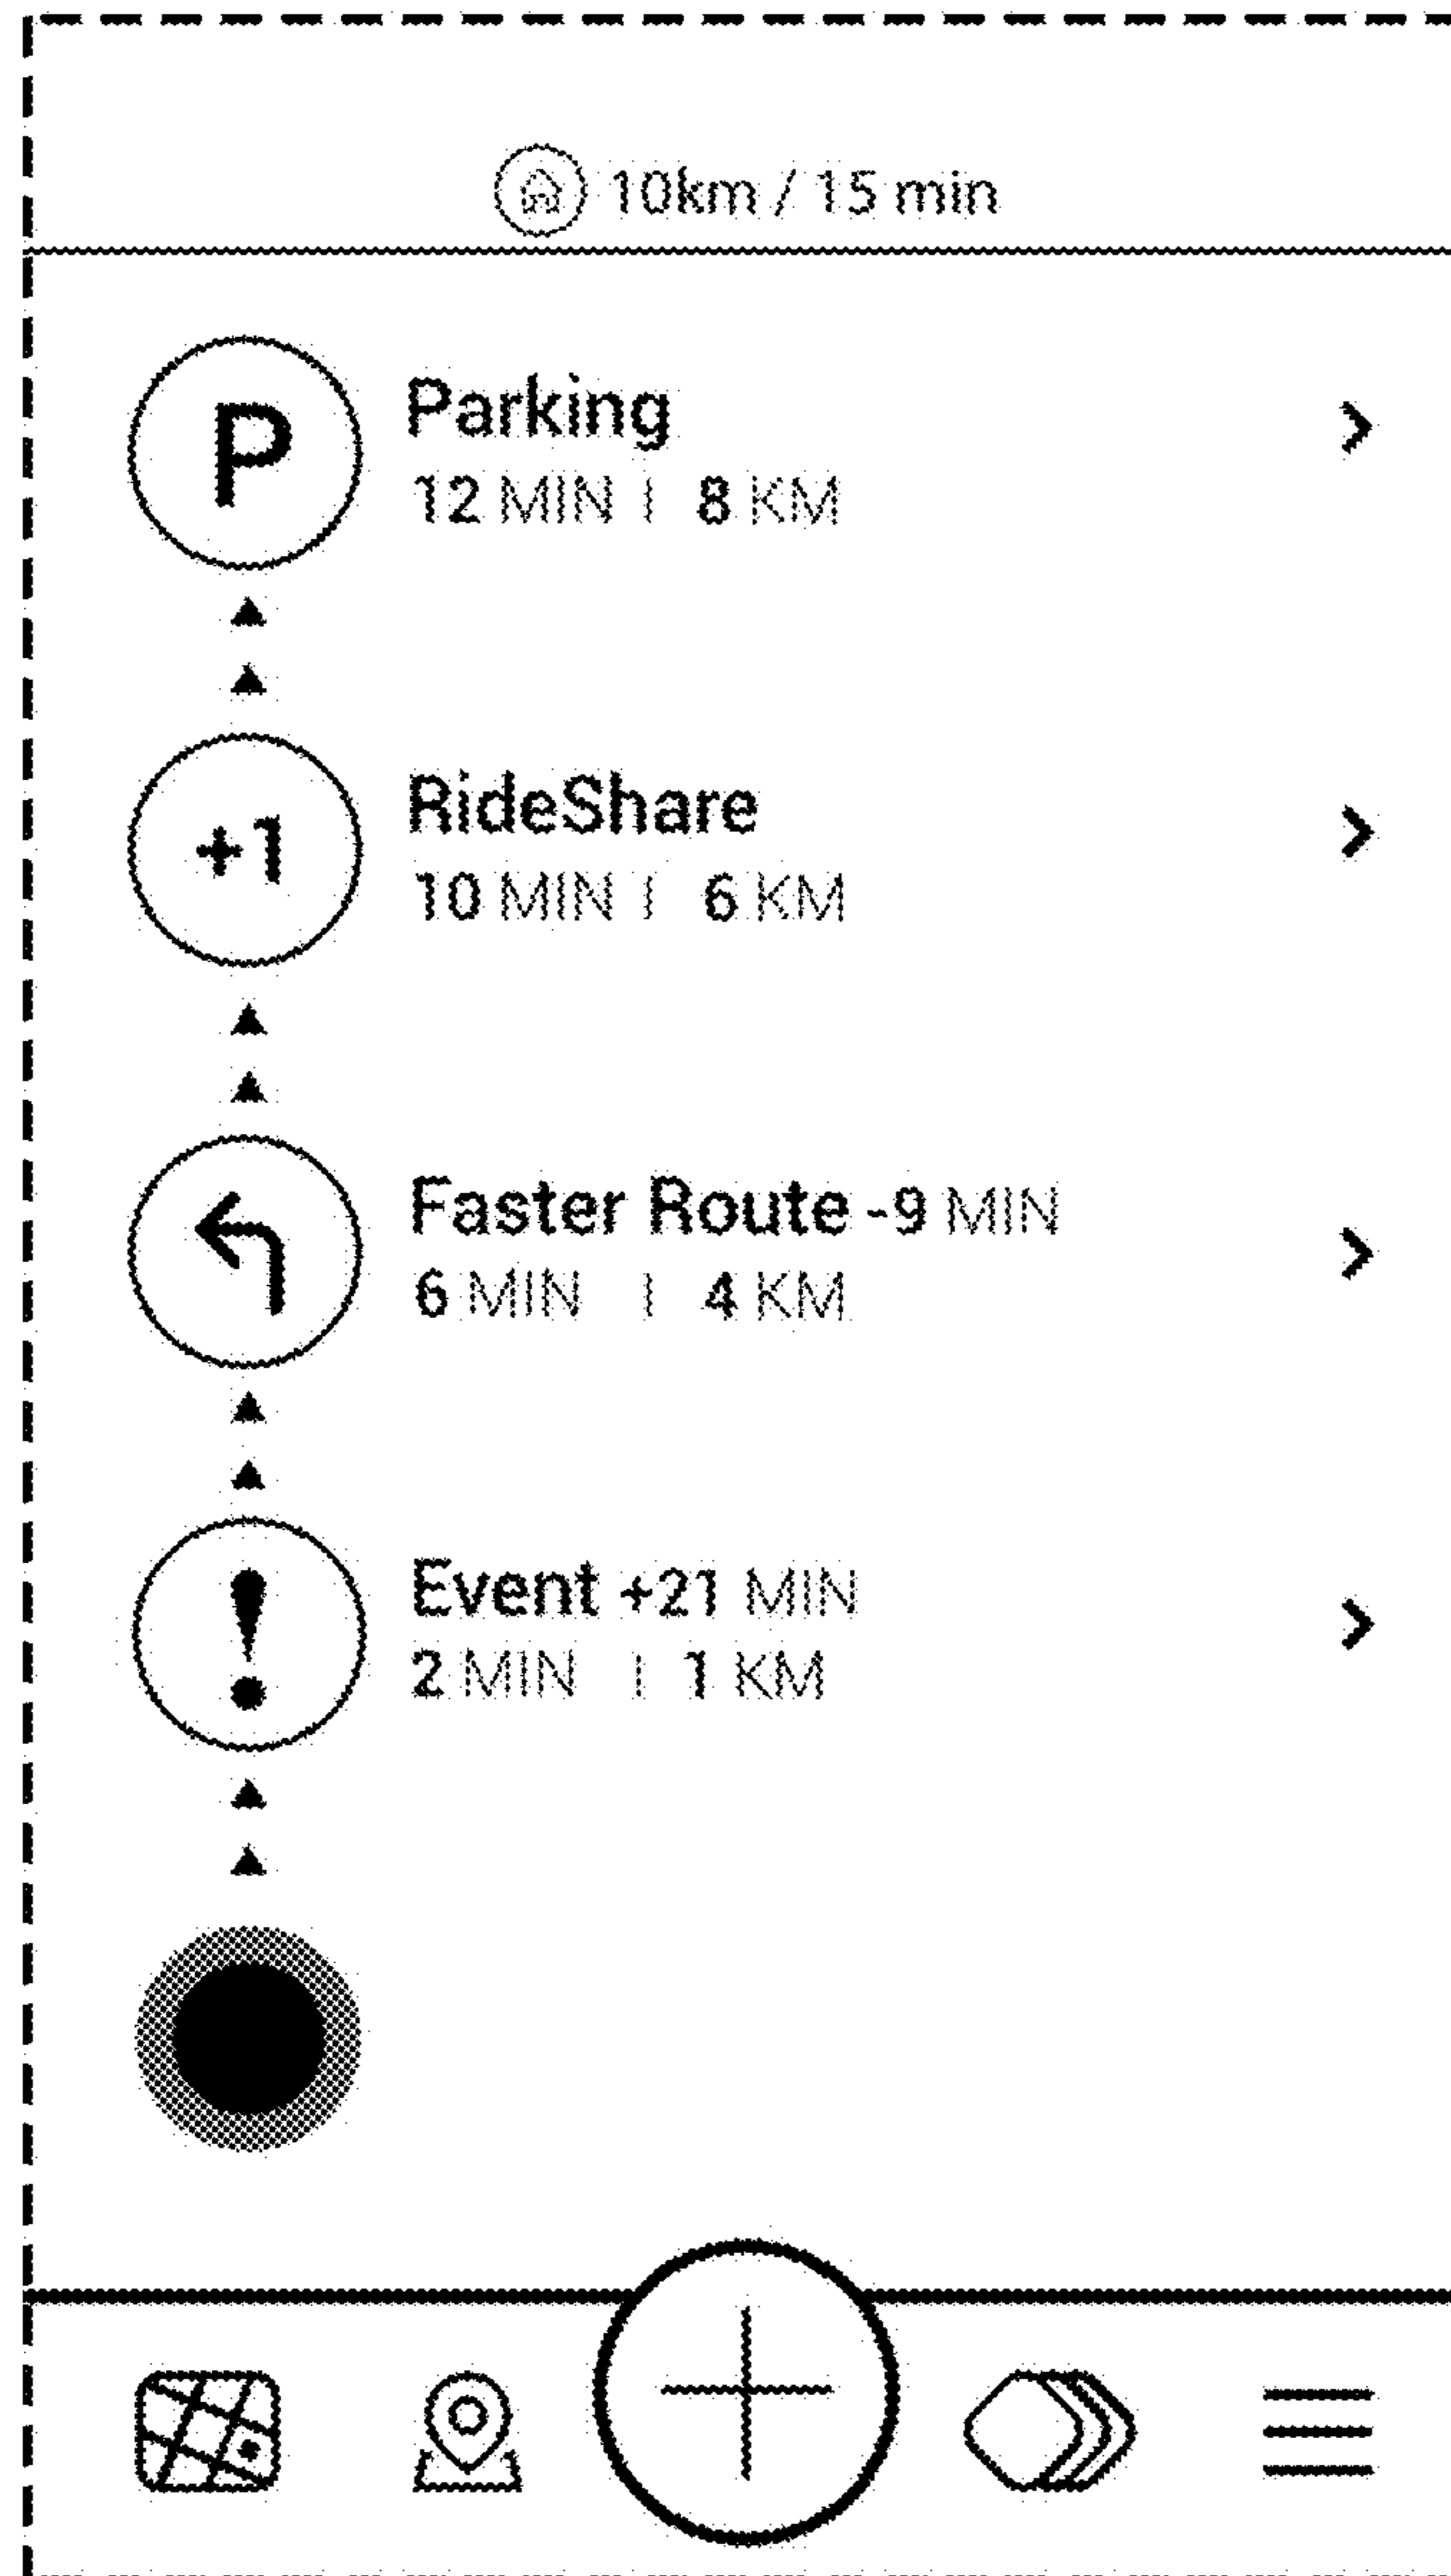 10km / 15 min
P
Parking
12 MIN | 8 KM
+1
RideShare
10 MIN | 6 KM
Faster Route -9 MIN
6 MIN | 4 KM
!
Event +21 MIN
2 MIN | 1 KM